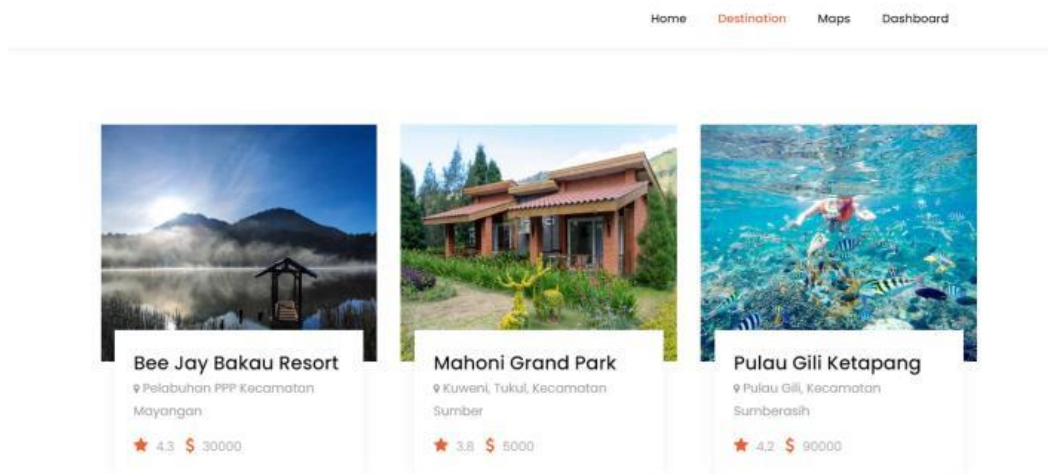 Home Destination Maps Dashboard
Bee Jay Bakau Resort
Pelabuhan PPP Kecamatan
Mayangan
4.3 $ 30000
Mahoni Grand Park
Kuweni, Tukul, Kecamatan
Sumber
3.8 $ 5000
Pulau Gili Ketapang
Pulau Gili, Kecamatan
Sumberasih
4.2 $ 90000